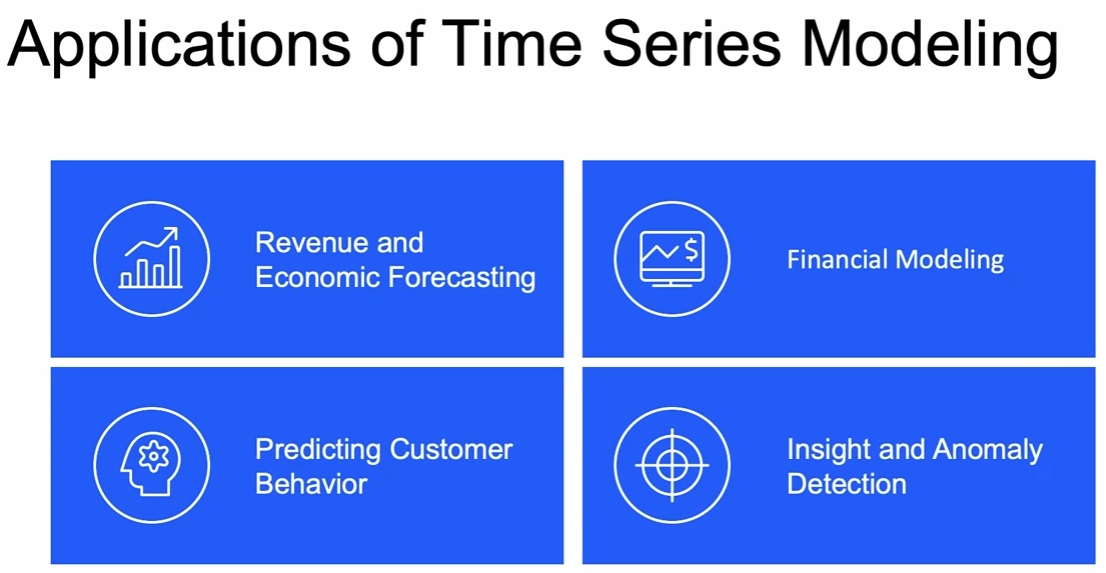 Applications of Time Series Modeling
Revenue and
Economic Forecasting
Financial Modeling
$
Predicting Customer
Behavior
Insight and Anomaly
Detection